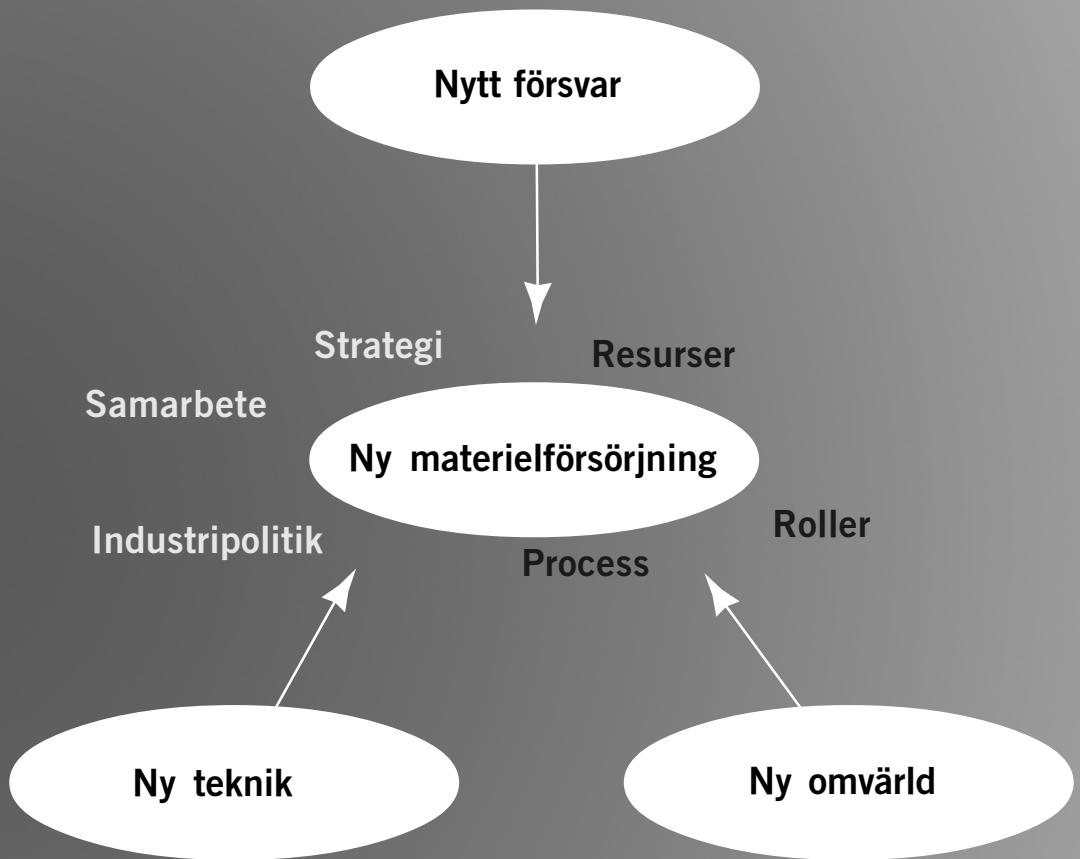 Nytt försvar
Strategi
Resurser
Samarbete
Ny materielförsörjning
Industripolitik
Roller
Process
Ny teknik
Ny omvärld